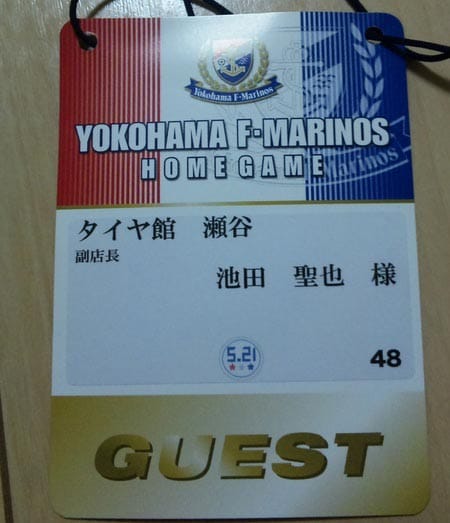 Yokohama F·Marinos
YOKOHAMA F·MARINOS
HOME GAME
タイヤ館 瀬谷
副店長
池田 聖也 様
5.21
48
GUEST